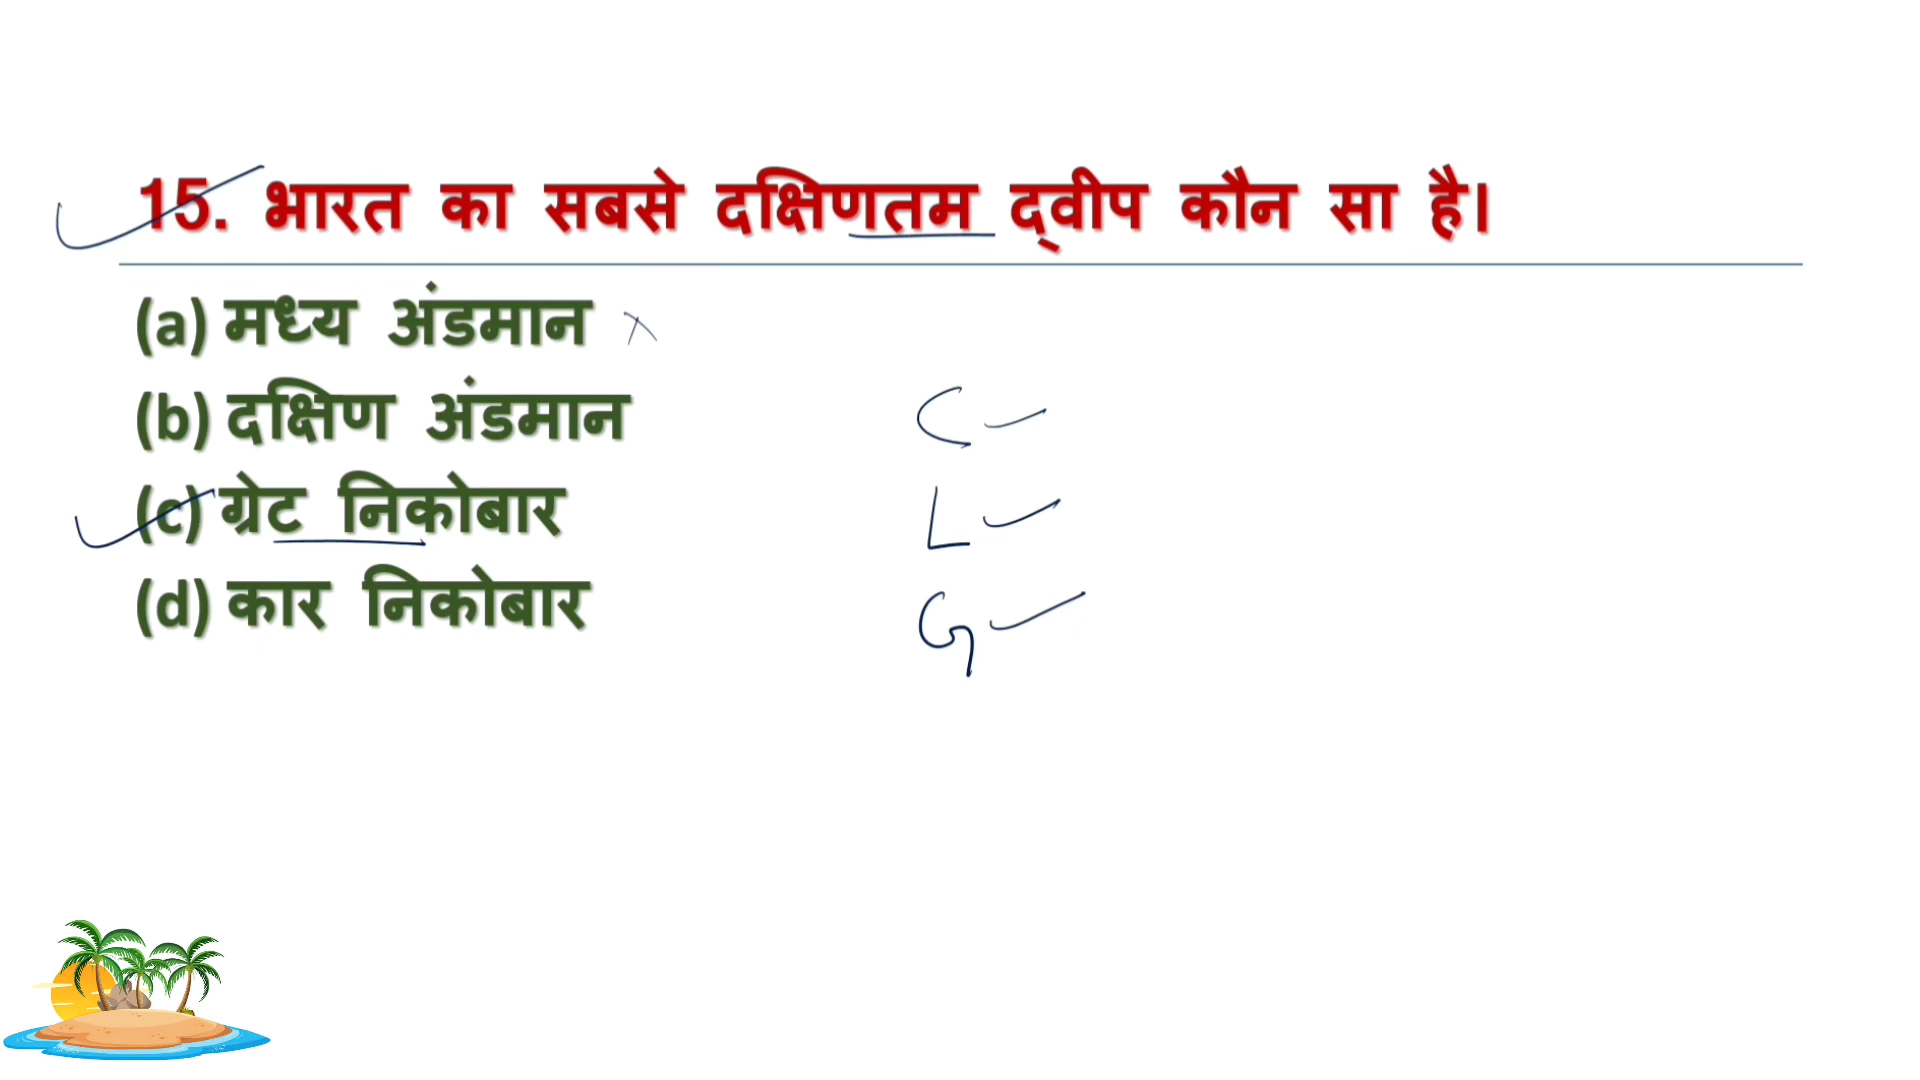 15. भारत का सबसे दक्षिणतम द्वीप कौन सा है।
(a) मध्य अंडमान
(b) दक्षिण अंडमान
C
(c) ग्रेट निकोबार
L
(d) कार निकोबार
G